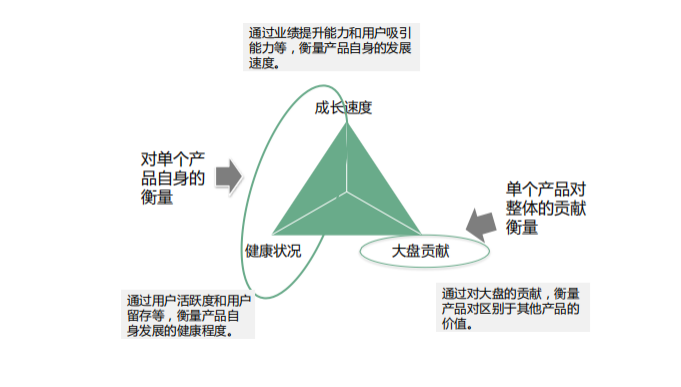 通过业绩提升能力和用户吸引
能力等，衡量产品自身的发展
速度。
成长速度
对单个产
品自身的
衡量
单个产品对
整体的贡献
衡量
健康状况
大盘贡献
通过用户活跃度和用户
留存等，衡量产品自
身发展的健康程度。
通过对大盘的贡献，衡量
产品对区别于其他产品的
价值。